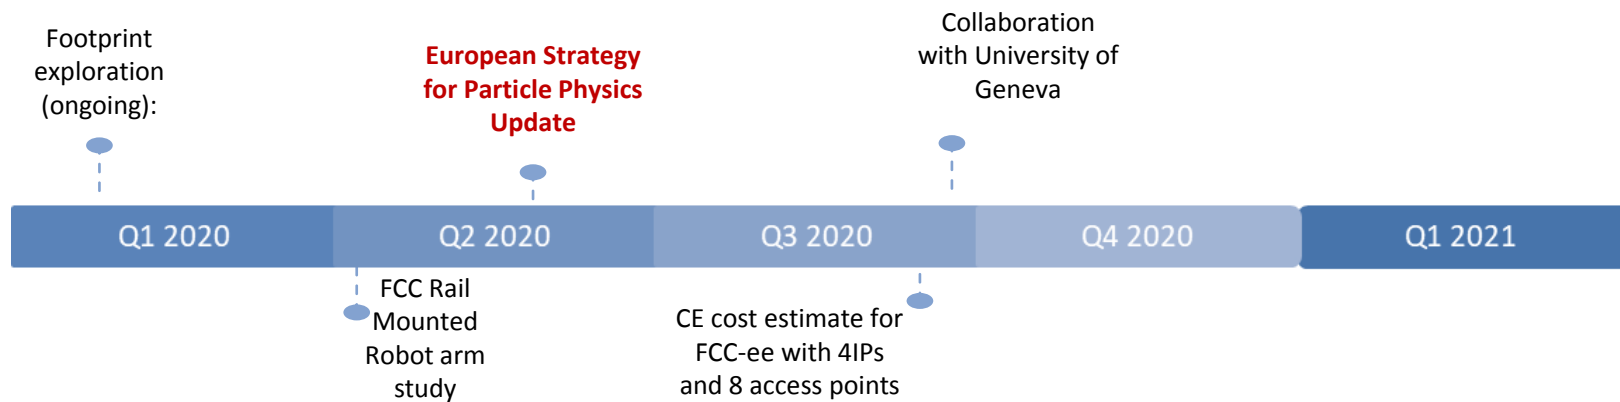 Footprint
exploration
(ongoing):
European Strategy
for Particle Physics
Update
Collaboration
with University of
Geneva
Q1 2020
Q2 2020
Q3 2020
Q4 2020
Q1 2021
FCC Rail
Mounted
Robot arm
study
CE cost estimate for
FCC-ee with 4IPs
and 8 access points